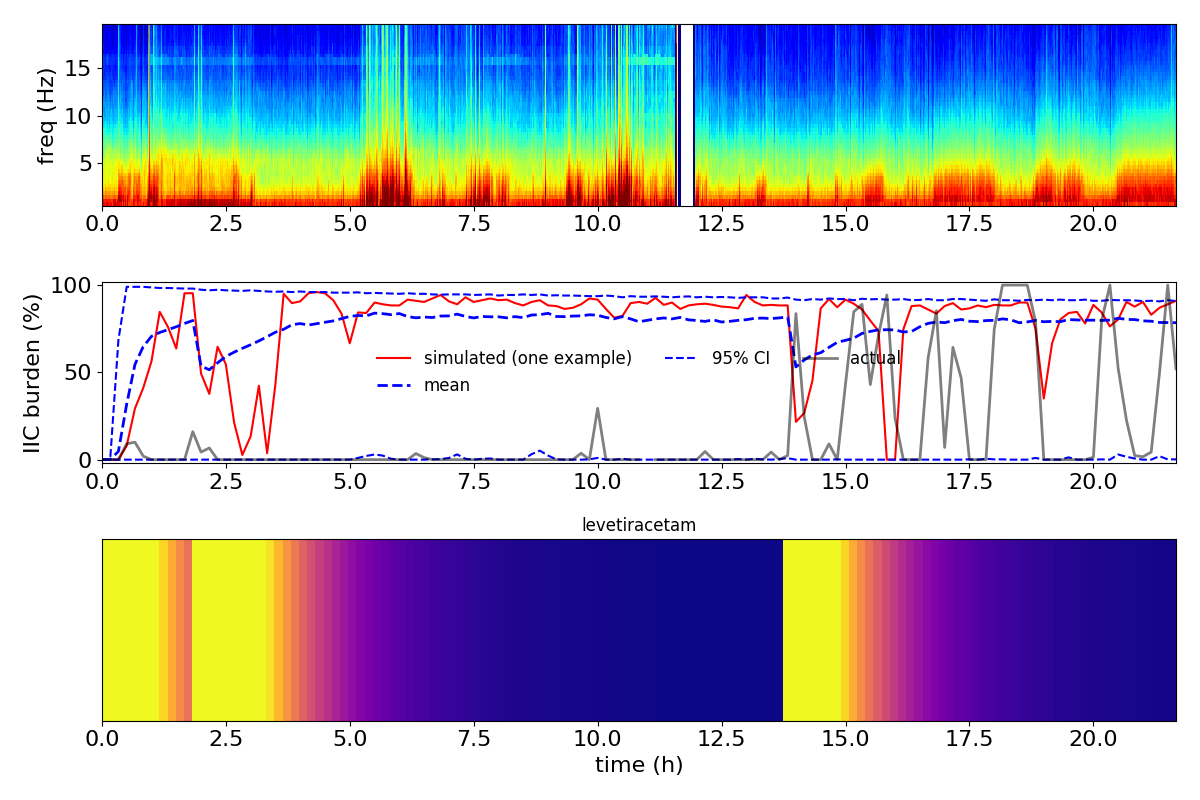 freq (Hz)
15
10
5
0.0 2.5 5.0 7.5 10.0 12.5 15.0 17.5 20.0
IIC burden (%)
100
50
0
simulated (one example) 95% CI actual
mean
0.0 2.5 5.0 7.5 10.0 12.5 15.0 17.5 20.0
levetiracetam
0.0 2.5 5.0 7.5 10.0 12.5 15.0 17.5 20.0
time (h)